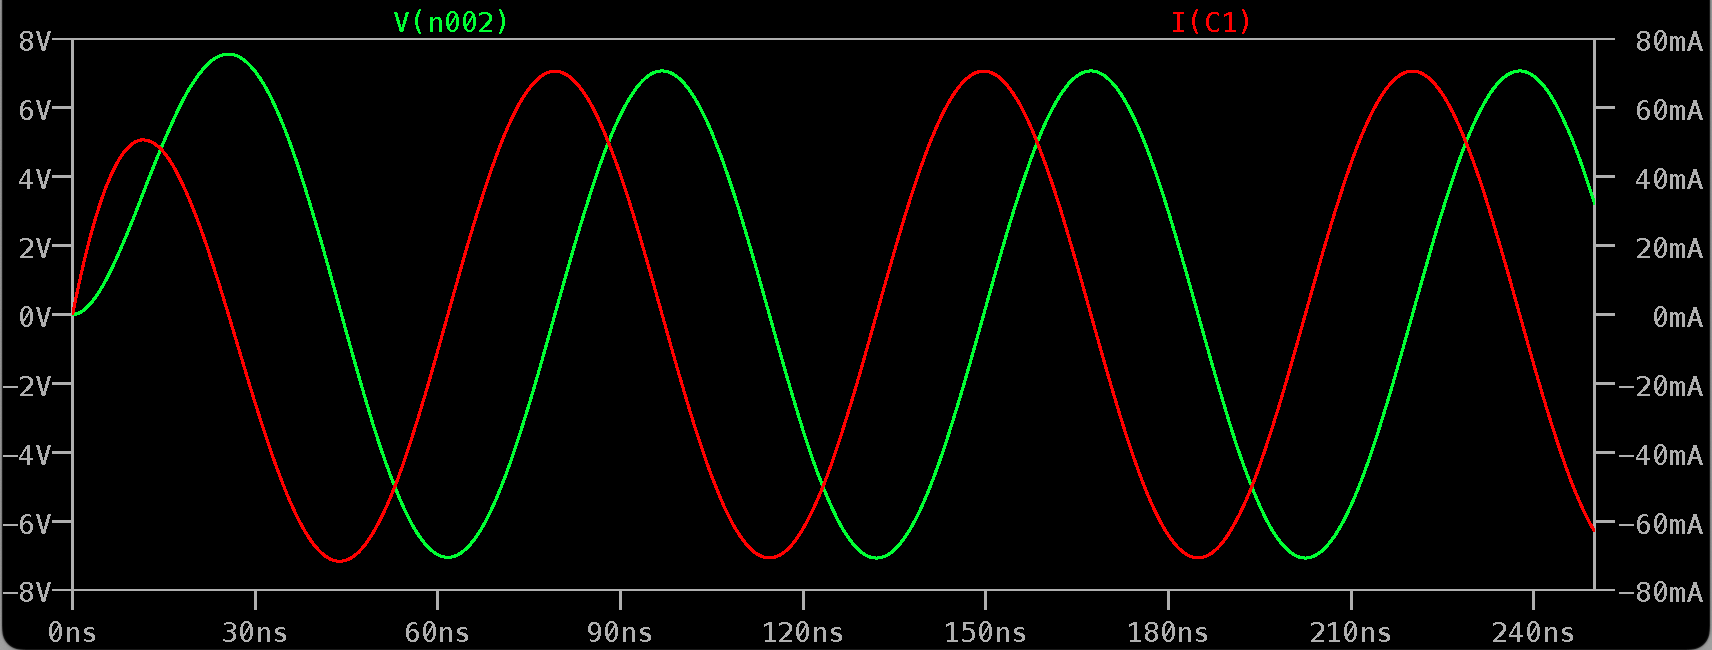 V(n002) I(C1)
8V 80mA
6V 60mA
4V 40mA
2V 20mA
0V 0mA
−2V −20mA
−4V −40mA
−6V −60mA
−8V −80mA
0ns 30ns 60ns 90ns 120ns 150ns 180ns 210ns 240ns